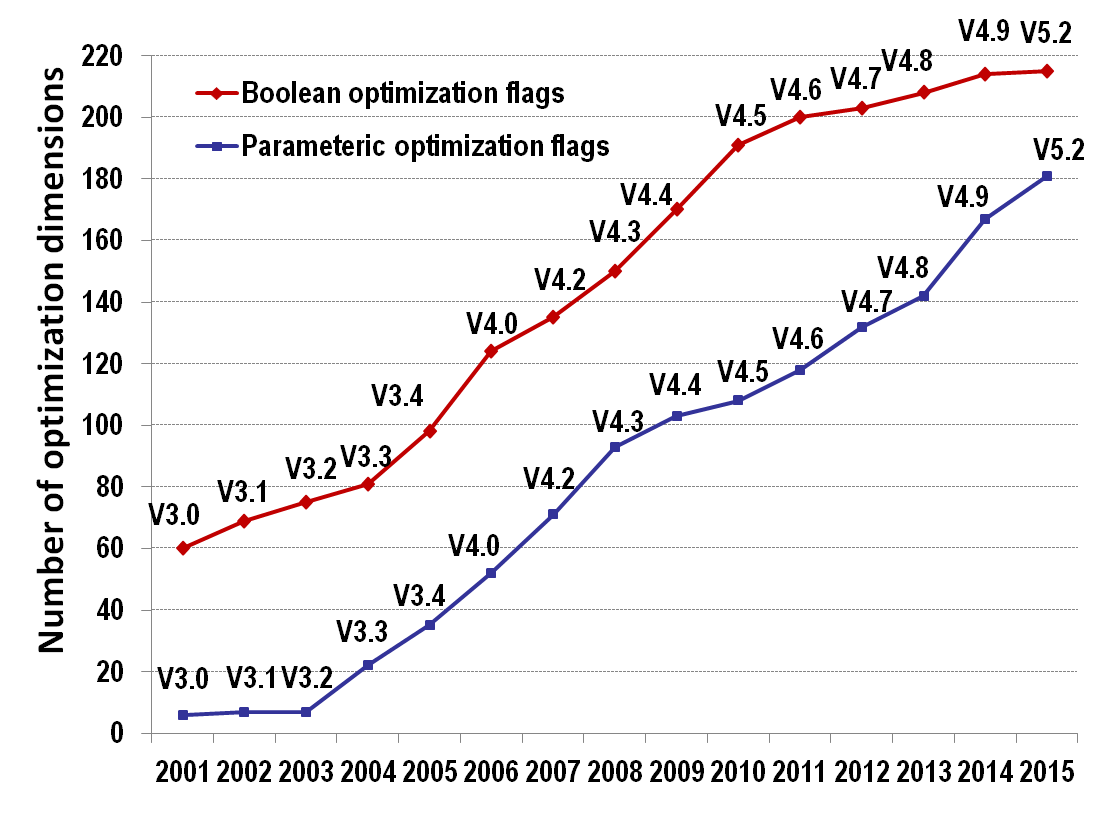 Number of optimization dimensions
220
200
180
160
140
120
100
80
60
40
20
0
Boolean optimization flags
Parameteric optimization flags
V3.0
V3.1
V3.2
V3.3
V3.4
V4.0
V4.2
V4.3
V4.4
V4.5
V4.6
V4.7
V4.8
V4.9
V5.2
V3.0
V3.1
V3.2
V3.3
V3.4
V4.0
V4.2
V4.3
V4.4
V4.5
V4.6
V4.7
V4.8
V4.9
V5.2
2001 2002 2003 2004 2005 2006 2007 2008 2009 2010 2011 2012 2013 2014 2015